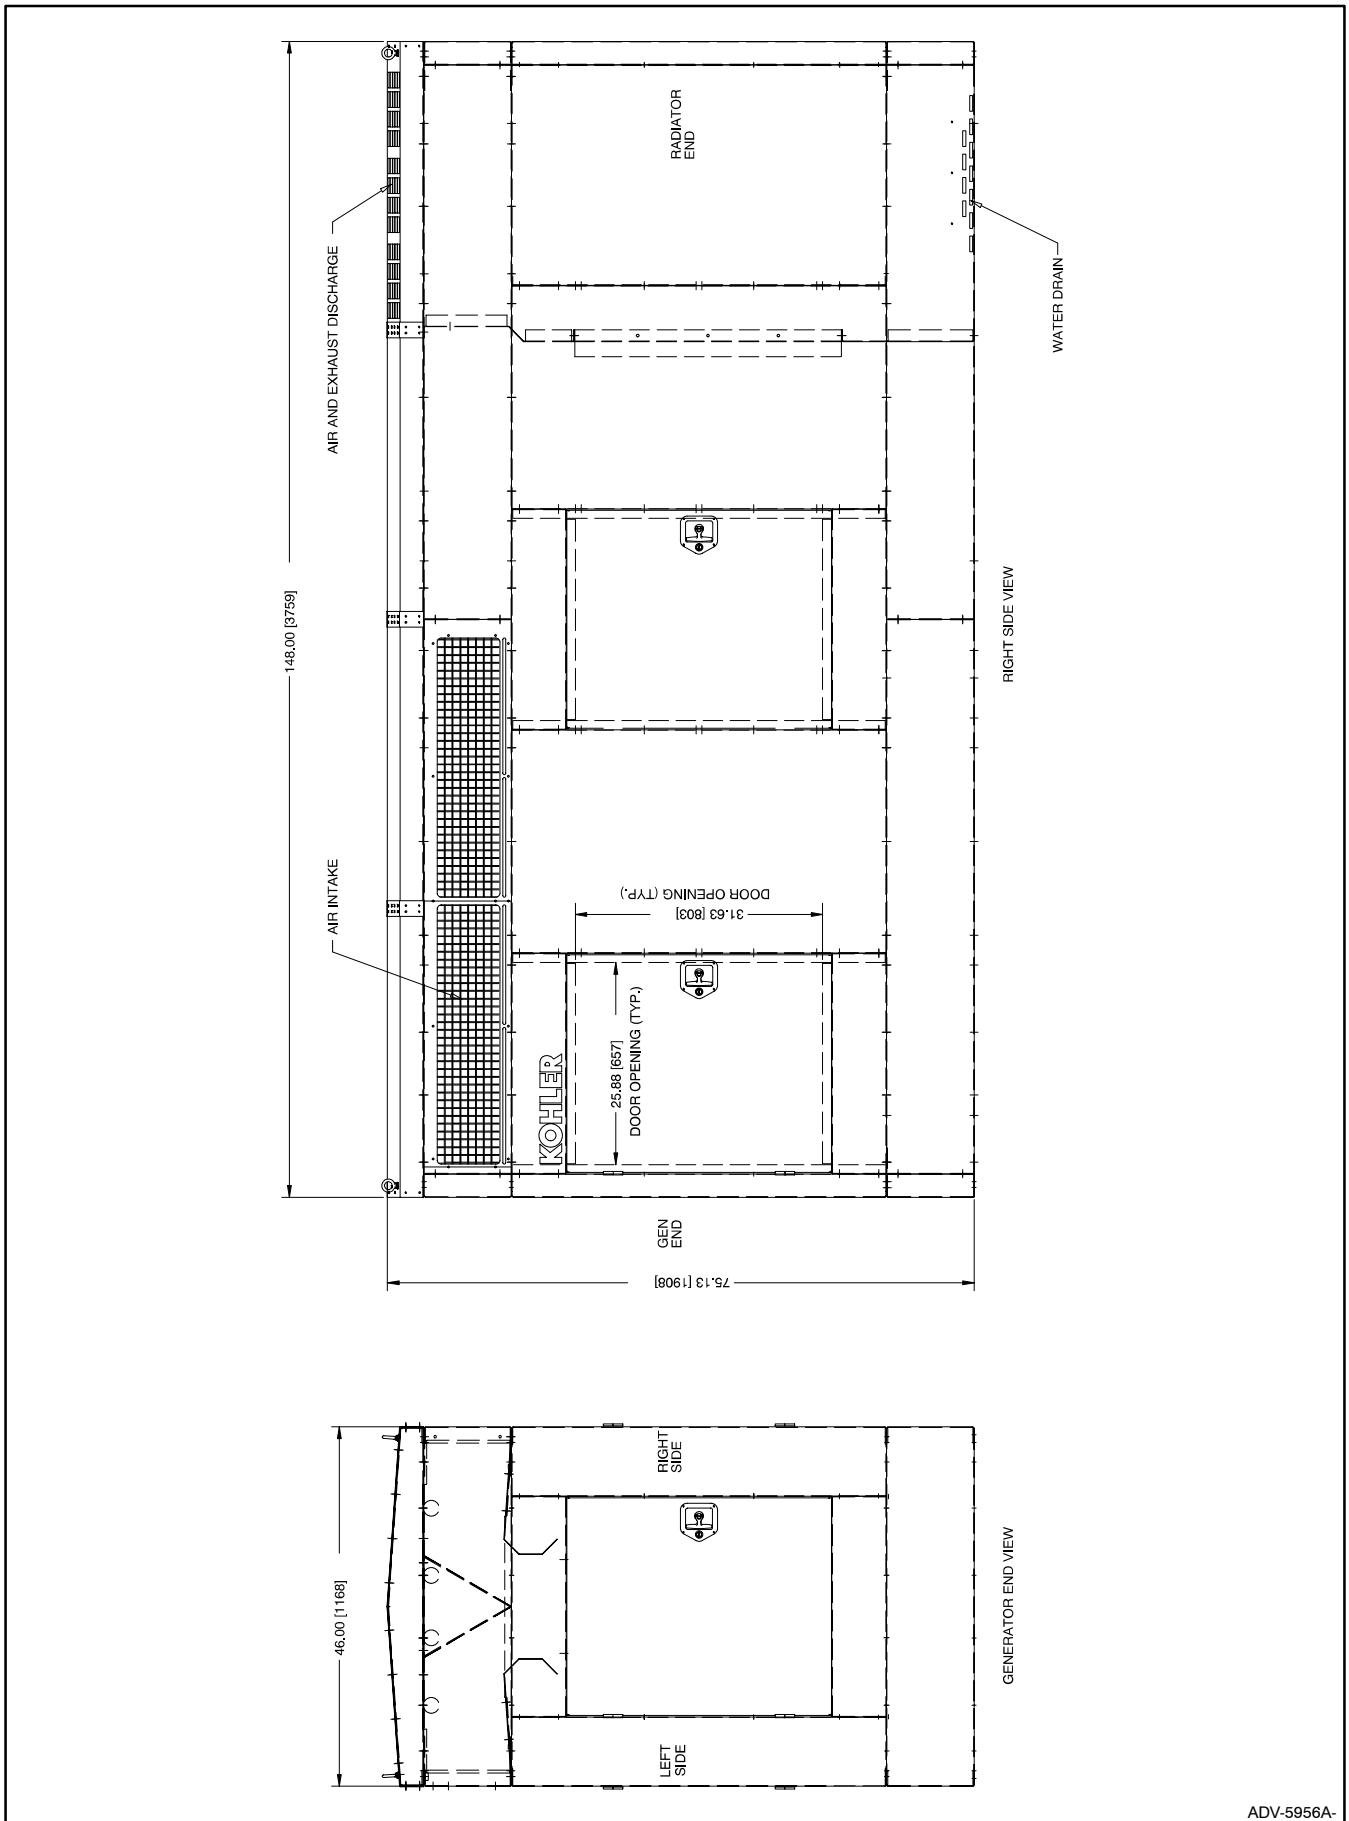 148.00 [3759]
AIR AND EXHAUST DISCHARGE
RADIATOR
END
WATER DRAIN
AIR INTAKE
RIGHT SIDE VIEW
31.63 [803]
DOOR OPENING (TYP.)
25.88 [657]
DOOR OPENING (TYP.)
KOHLER
GEN
END
75.13 [1908]
46.00 [1168]
RIGHT
SIDE
LEFT
SIDE
GENERATOR END VIEW
ADV-5956A-